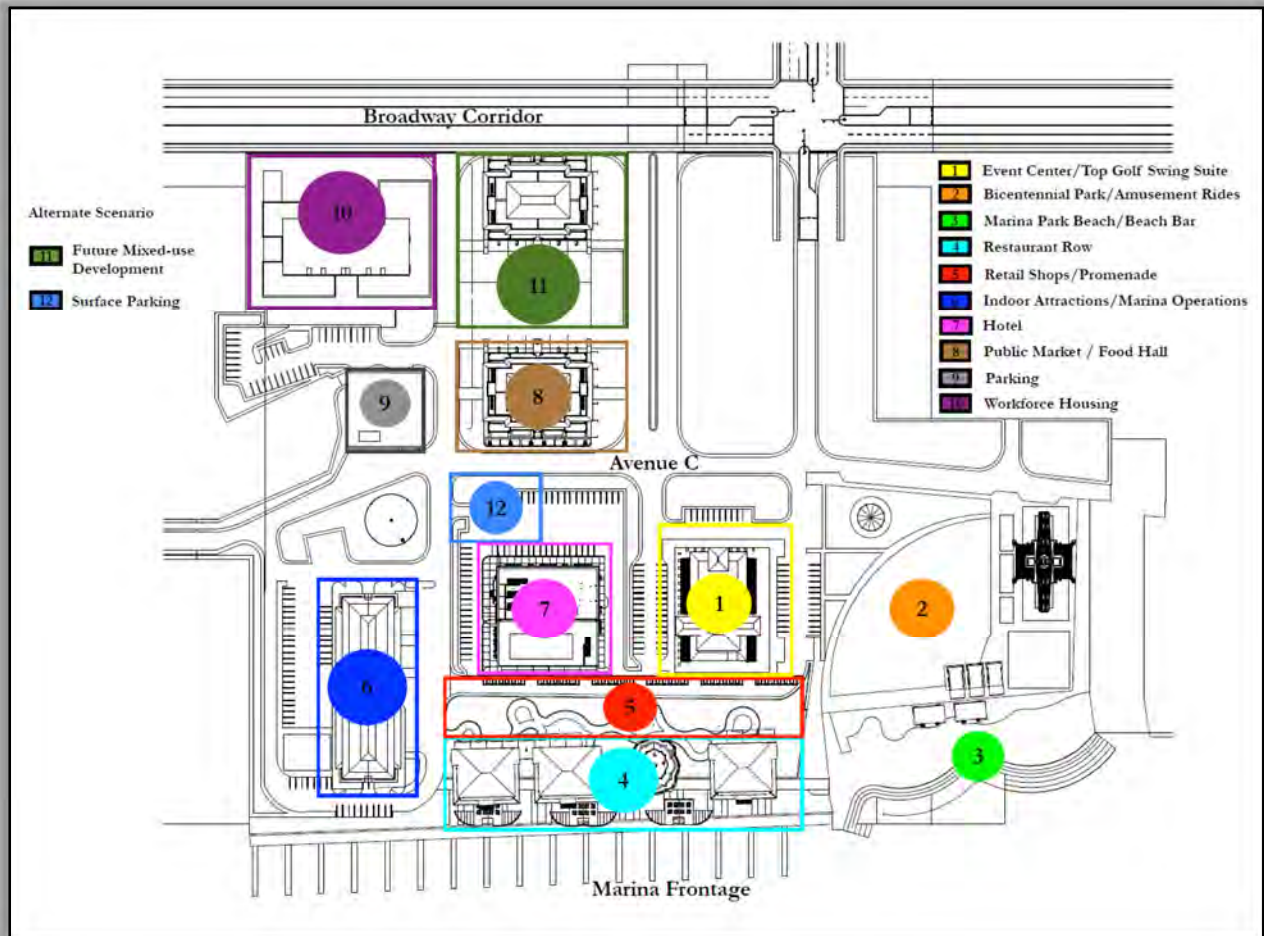 Broadway Corridor
Alternate Scenario
11 Future Mixed-use
Development
12 Surface Parking
1 Event Center/Top Golf Swing Suite
2 Bicentennial Park/Amusement Rides
3 Marina Park Beach/Beach Bar
4 Restaurant Row
5 Retail Shops/Promenade
6 Indoor Attractions/Marina Operations
7 Hotel
8 Public Market / Food Hall
9 Parking
10 Workforce Housing
10
11
9
8
Avenue C
12
7
1
2
6
5
4
3
Marina Frontage